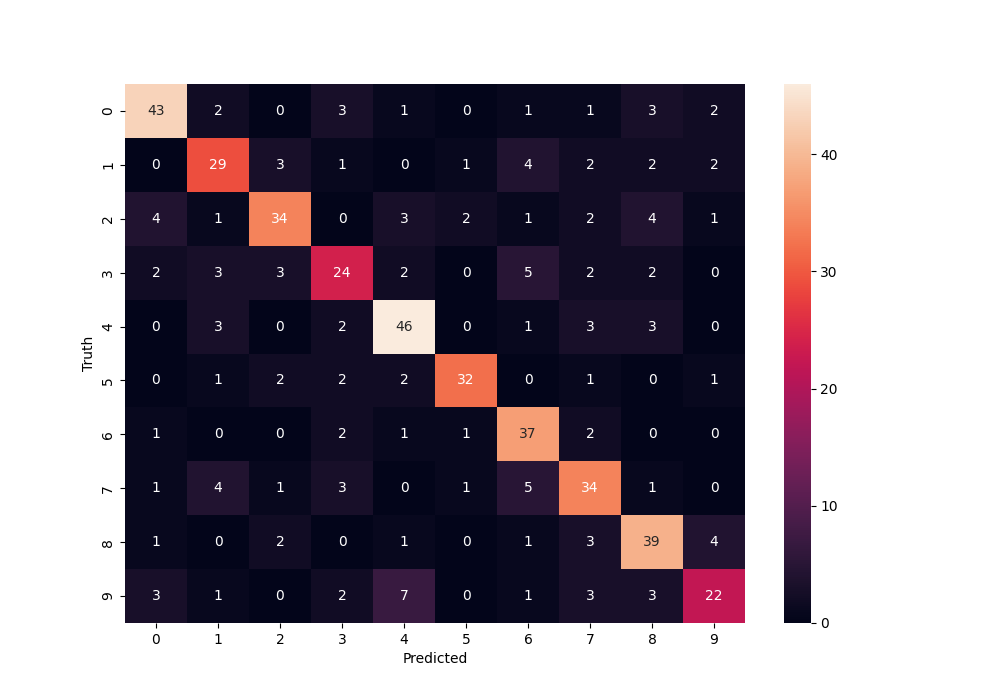 0 43 2 0 3 1 0 1 1 3 2
1 0 29 3 1 0 1 4 2 2 2
2 4 1 34 0 3 2 1 2 4 1
3 2 3 3 24 2 0 5 2 2 0
4 0 3 0 2 46 0 1 3 3 0
5 0 1 2 2 2 32 0 1 0 1
6 1 0 0 2 1 1 37 2 0 0
7 1 4 1 3 0 1 5 34 1 0
8 1 0 2 0 1 0 1 3 39 4
9 3 1 0 2 7 0 1 3 3 22
0 1 2 3 4 5 6 7 8 9
Predicted
Truth
40
30
20
10
0